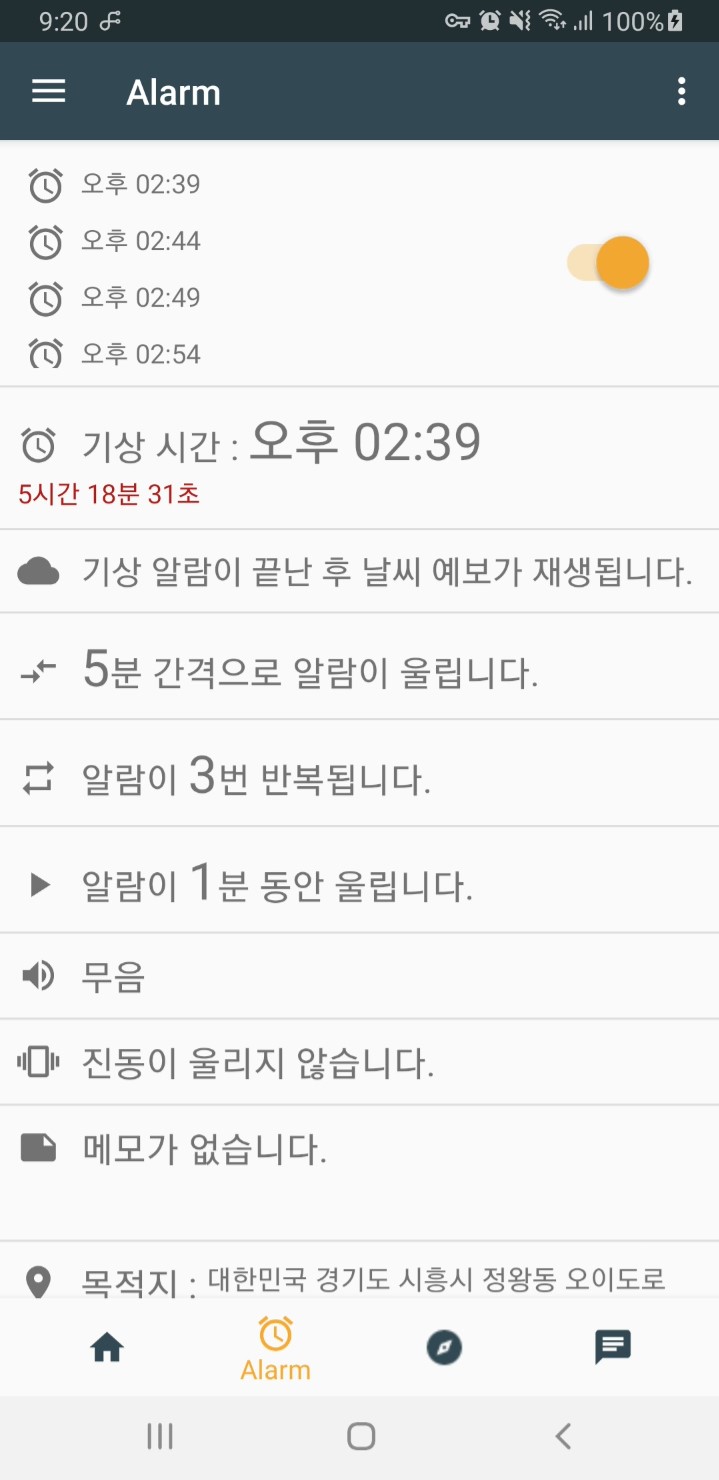 9:20
100%
Alarm
오후 02:39
오후 02:44
오후 02:49
오후 02:54
기상 시간 : 오후 02:39
5시간 18분 31초
기상 알람이 끝난 후 날씨 예보가 재생됩니다.
5분 간격으로 알람이 울립니다.
알람이 3번 반복됩니다.
알람이 1분 동안 울립니다.
무음
진동이 울리지 않습니다.
메모가 없습니다.
목적지 : 대한민국 경기도 시흥시 정왕동 오이도로
Alarm